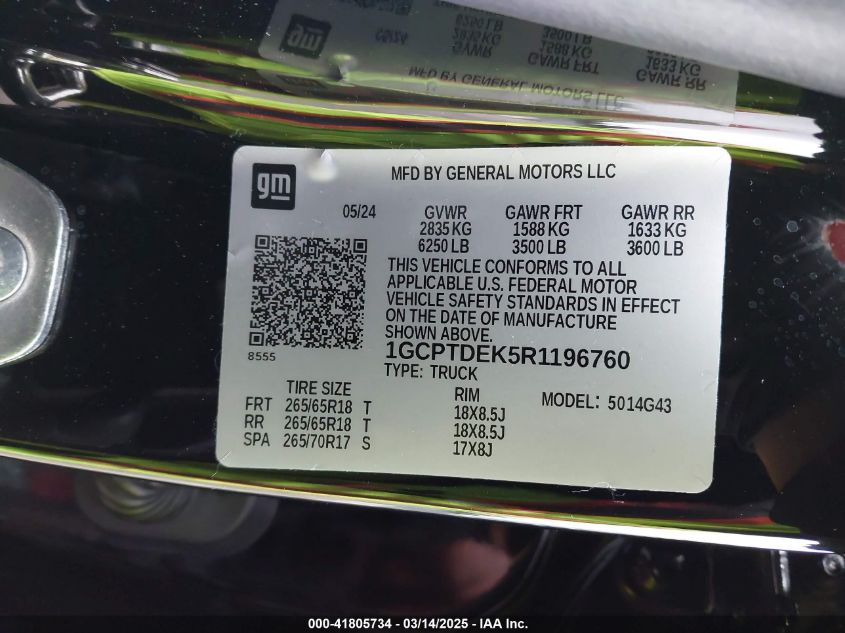 gm
MFD BY GENERAL MOTORS LLC
05/24 GVWR GAWR FRT GAWR RR
2835 KG 1588 KG 1633 KG
6250 LB 3500 LB 3600 LB
THIS VEHICLE CONFORMS TO ALL
APPLICABLE U.S. FEDERAL MOTOR
VEHICLE SAFETY STANDARDS IN EFFECT
ON THE DATE OF MANUFACTURE
SHOWN ABOVE.
8555
1GCPTDEK5R1196760
TYPE: TRUCK
TIRE SIZE RIM MODEL: 5014G43
FRT 265/65R18 T 18X8.5J
RR 265/65R18 T 18X8.5J
SPA 265/70R17 S 17X8J
000-41805734 - 03/14/2025 - IAA Inc.